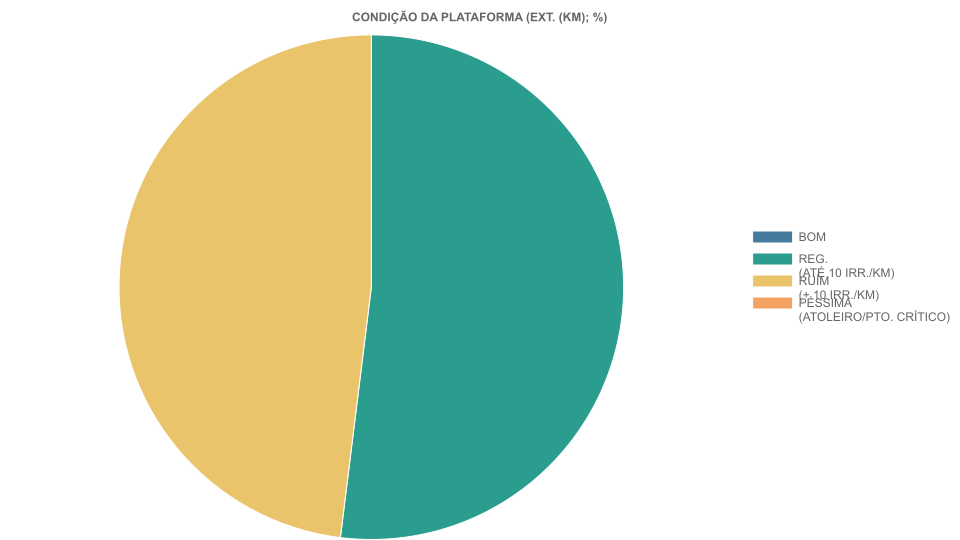 CONDIÇÃO DA PLATAFORMA (EXT. (KM); %)
BOM
REG.
(ATÉ 10 IRR./KM)
RUIM
(+ 10 IRR./KM)
PÉSSIMA
(ATOLEIRO/PTO. CRÍTICO)